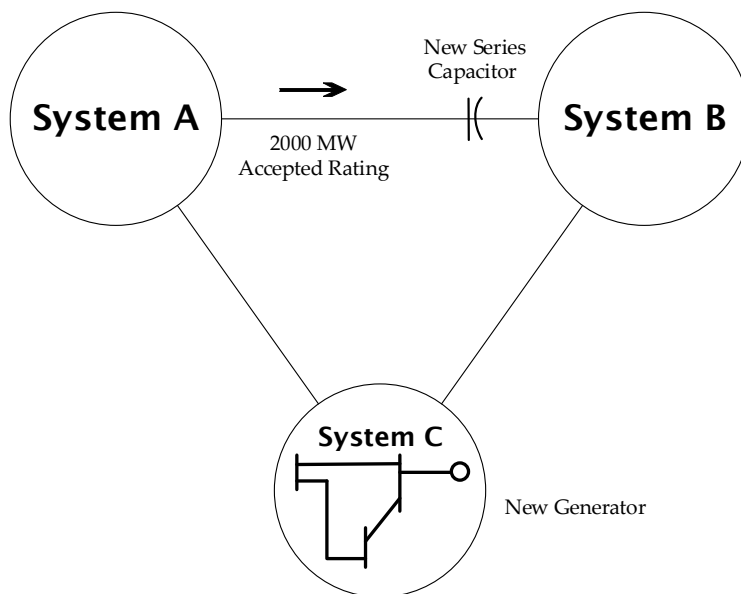 New Series
Capacitor
System A
System B
2000 MW
Accepted Rating
System C
New Generator